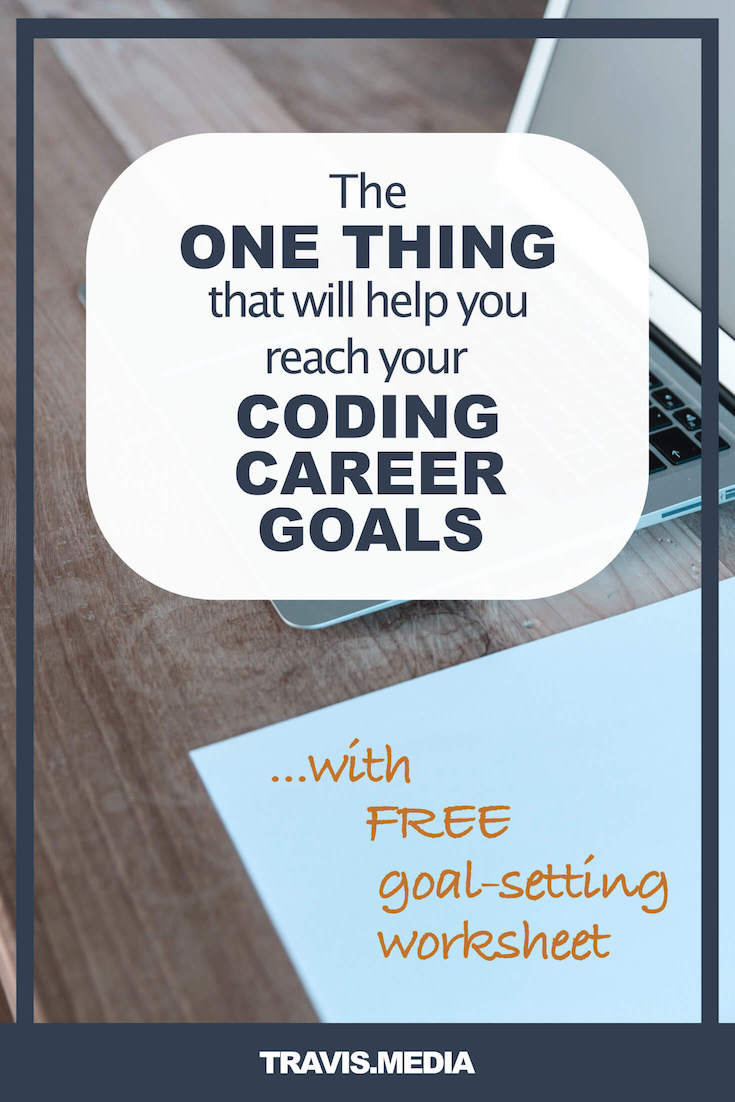 The
ONE THING
that will help you
reach your
CODING
CAREER
GOALS
...with
FREE
goal-setting
worksheet
TRAVIS.MEDIA